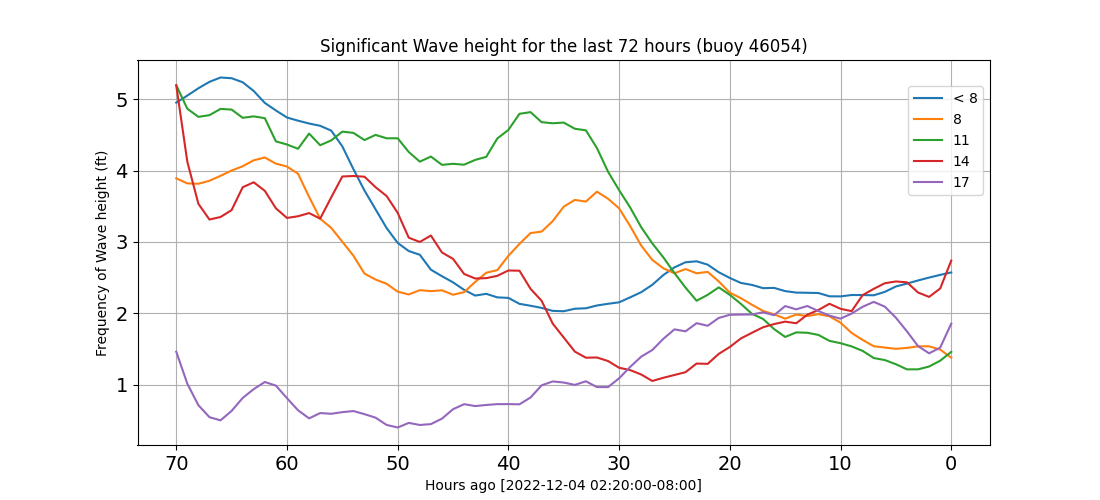 Significant Wave height for the last 72 hours (buoy 46054)
Frequency of Wave height (ft)
5
4
3
2
1
< 8
8
11
14
17
70 60 50 40 30 20 10 0
Hours ago [2022-12-04 02:20:00-08:00]